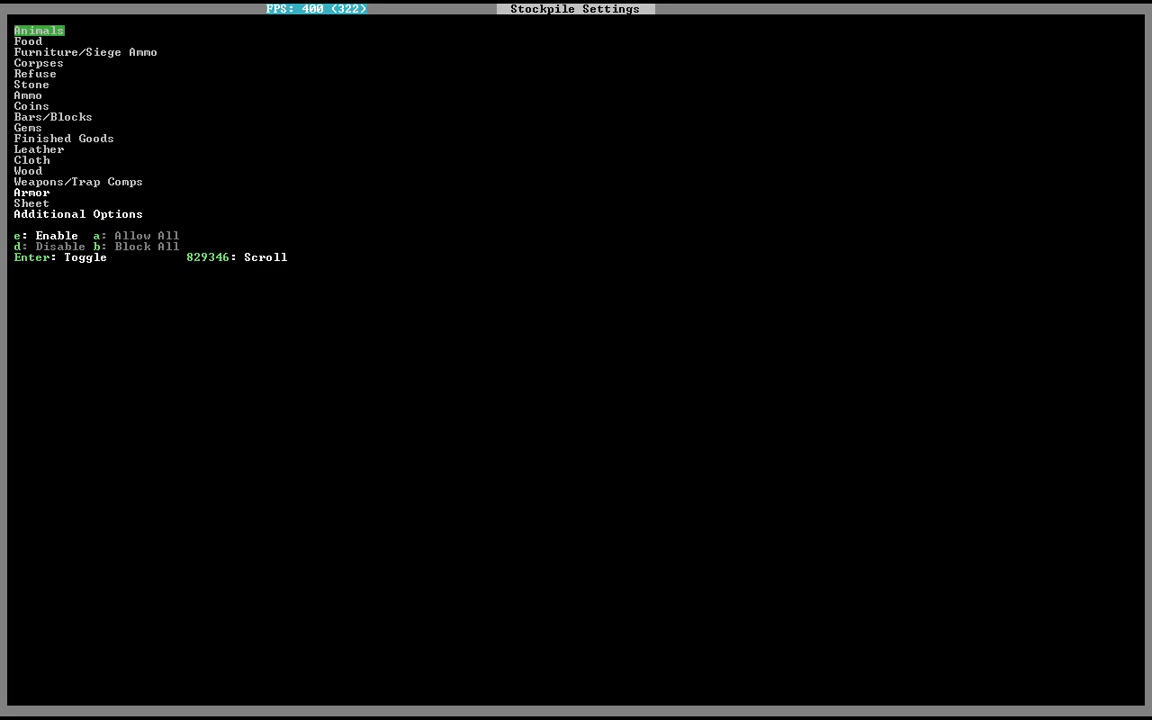 FPS: 400 (322) Stockpile Settings
Animals
Food
Furniture/Siege Ammo
Corpses
Refuse
Stone
Ammo
Coins
Bars/Blocks
Gems
Finished Goods
Leather
Cloth
Wood
Weapons/Trap Comps
Armor
Sheet
Additional Options
e: Enable a: Allow All
d: Disable b: Block All
Enter: Toggle 829346: Scroll